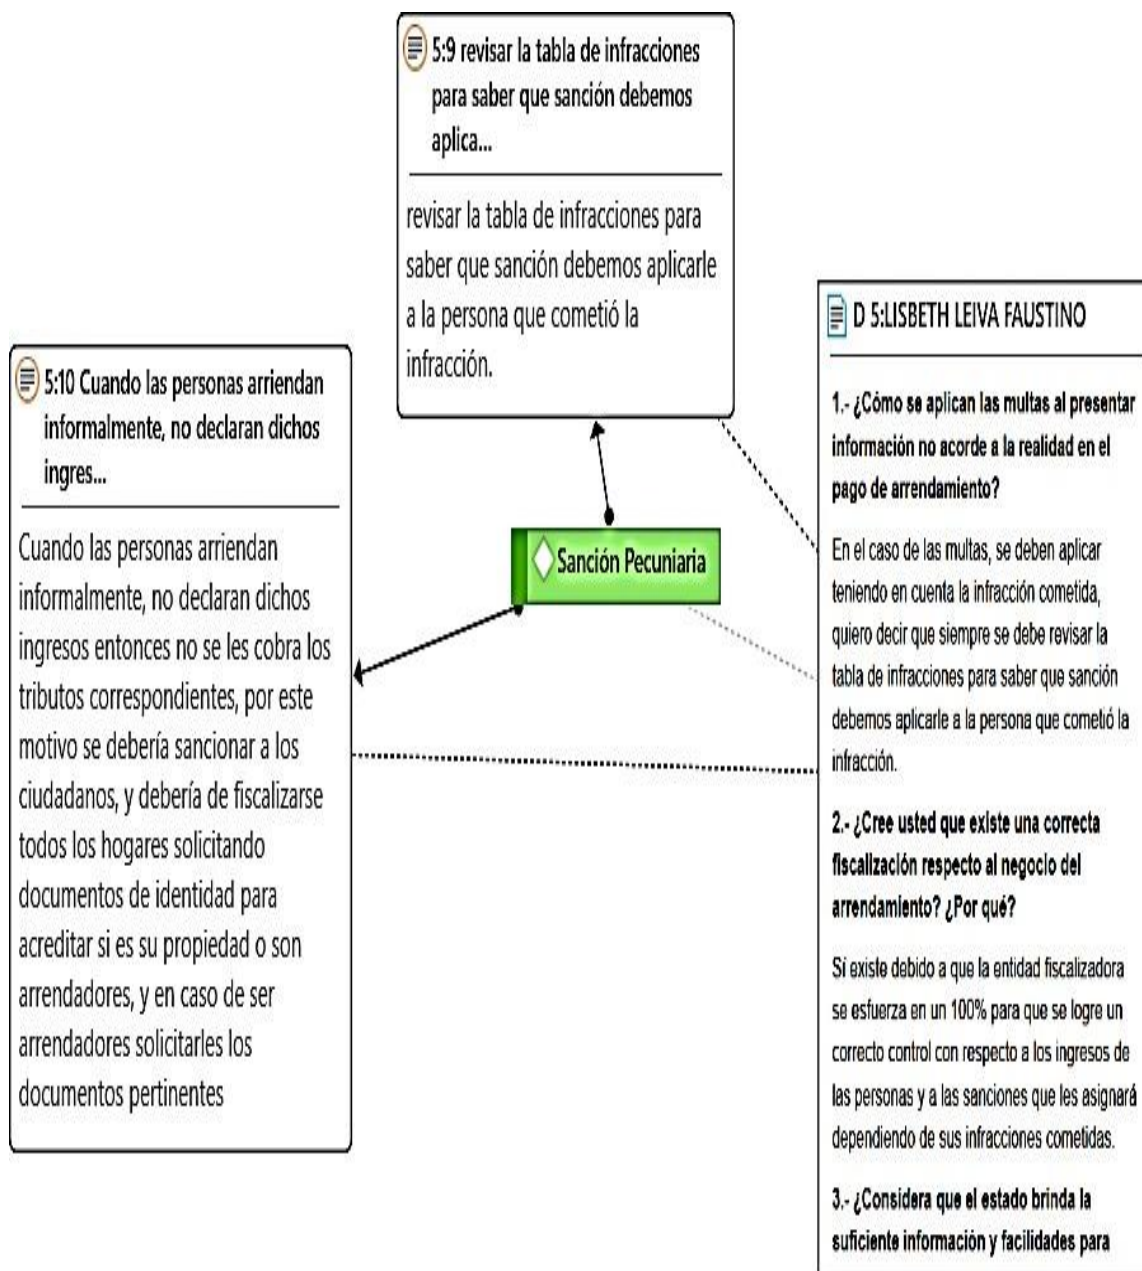 5:9 revisar la tabla de infracciones
para saber que sanción debemos
aplica...
revisar la tabla de infracciones para
saber que sanción debemos aplicarle
a la persona que cometió la
infracción.
5:10 Cuando las personas arriendan
informalmente, no declaran dichos
ingres...
Cuando las personas arriendan
informalmente, no declaran dichos
ingresos entonces no se les cobra los
tributos correspondientes, por este
motivo se debería sancionar a los
ciudadanos, y debería de fiscalizarse
todos los hogares solicitando
documentos de identidad para
acreditar si es su propiedad o son
arrendadores, y en caso de ser
arrendadores solicitarles los
documentos pertinentes
Sanción Pecuniaria
D 5:LISBETH LEIVA FAUSTINO
1.- ¿Cómo se aplican las multas al presentar
información no acorde a la realidad en el
pago de arrendamiento?
En el caso de las multas, se deben aplicar
teniendo en cuenta la infracción cometida,
quiero decir que siempre se debe revisar la
tabla de infracciones para saber que sanción
debemos aplicarle a la persona que cometió la
infracción.
2.- ¿Cree usted que existe una correcta
fiscalización respecto al negocio del
arrendamiento? ¿Por qué?
Sí existe debido a que la entidad fiscalizadora
se esfuerza en un 100% para que se logre un
correcto control con respecto a los ingresos de
las personas y a las sanciones que les asignará
dependiendo de sus infracciones cometidas.
3.- ¿Considera que el estado brinda la
suficiente información y facilidades para